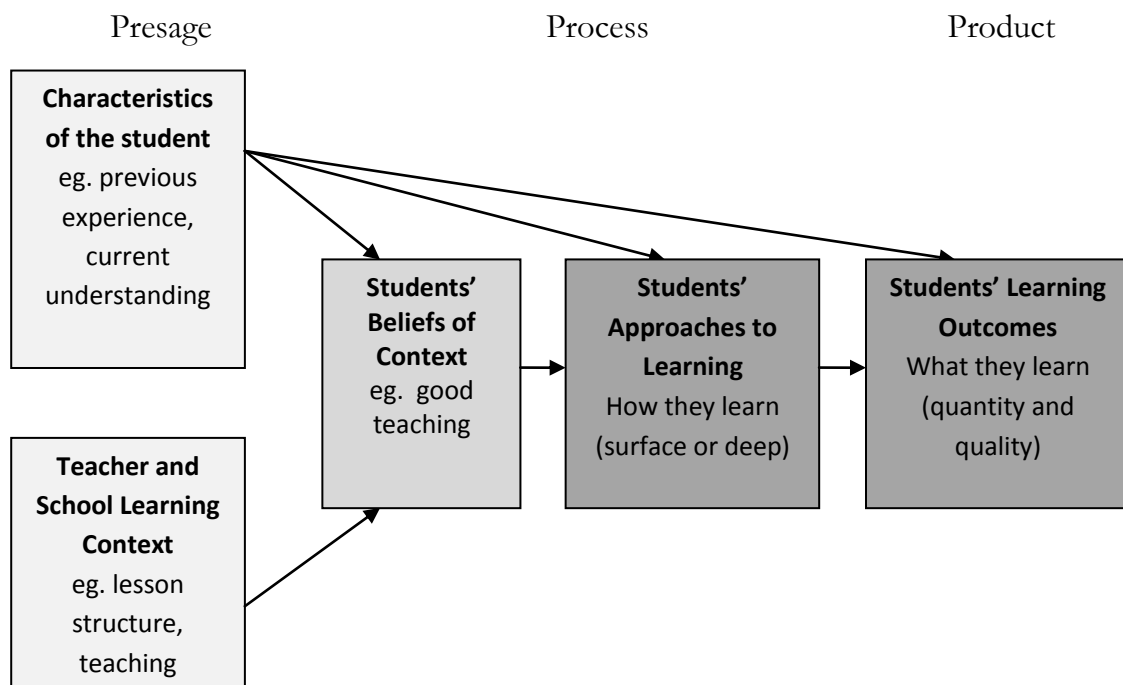 Presage Process Product
Characteristics
of the student
eg. previous
experience,
current
understanding
Students’
Beliefs of
Context
eg. good
teaching
Students’
Approaches to
Learning
How they learn
(surface or deep)
Students’ Learning
Outcomes
What they learn
(quantity and
quality)
Teacher and
School Learning
Context
eg. lesson
structure,
teaching